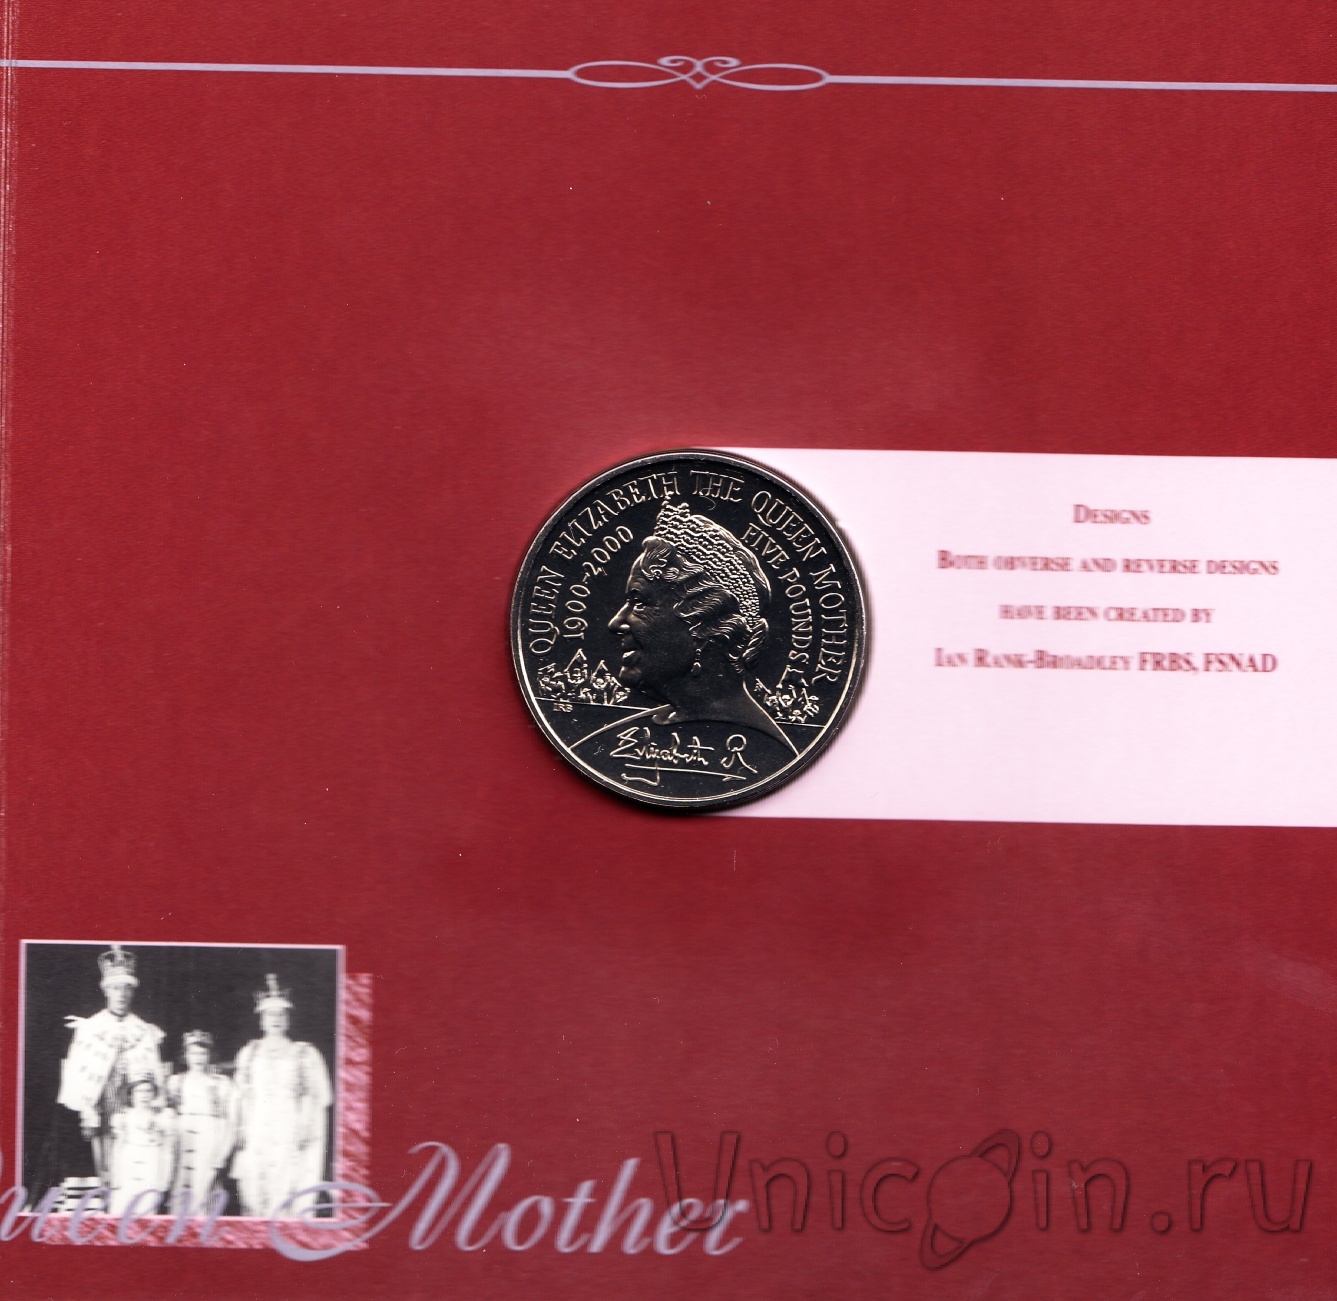 QUEEN ELIZABETH THE QUEEN MOTHER
1900-2000
FIVE POUNDS
IRB
Elizabeth R
DESIGNS
BOTH OBVERSE AND REVERSE DESIGNS
HAVE BEEN CREATED BY
IAN RANK-BROADLEY FRBS, FSNAD
Queen Mother
Unicoin.ru